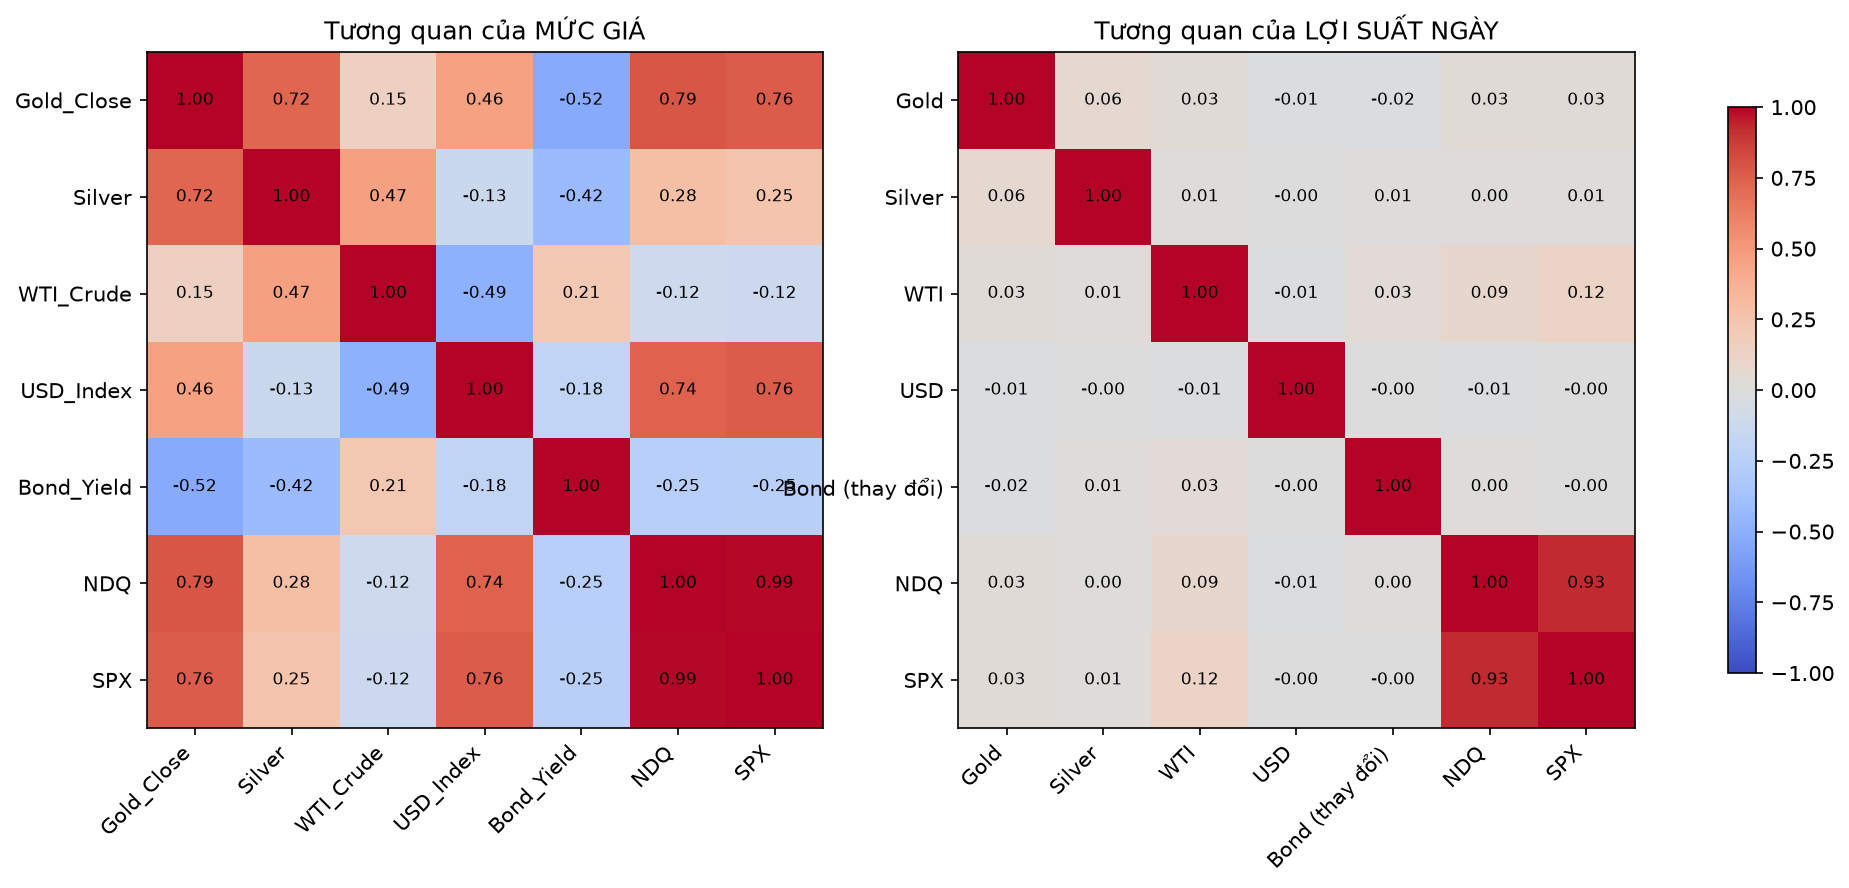 Tương quan của MỨC GIÁ
Gold_Close 1.00 0.72 0.15 0.46 -0.52 0.79 0.76
Silver 0.72 1.00 0.47 -0.13 -0.42 0.28 0.25
WTI_Crude 0.15 0.47 1.00 -0.49 0.21 -0.12 -0.12
USD_Index 0.46 -0.13 -0.49 1.00 -0.18 0.74 0.76
Bond_Yield -0.52 -0.42 0.21 -0.18 1.00 -0.25 -0.25
NDQ 0.79 0.28 -0.12 0.74 -0.25 1.00 0.99
SPX 0.76 0.25 -0.12 0.76 -0.25 0.99 1.00
Gold_Close Silver WTI_Crude USD_Index Bond_Yield NDQ SPX
Tương quan của LỢI SUẤT NGÀY
Gold 1.00 0.06 0.03 -0.01 -0.02 0.03 0.03
Silver 0.06 1.00 0.01 -0.00 0.01 0.00 0.01
WTI 0.03 0.01 1.00 -0.01 0.03 0.09 0.12
USD -0.01 -0.00 -0.01 1.00 -0.00 -0.01 -0.00
Bond (thay đổi) -0.02 0.01 0.03 -0.00 1.00 0.00 -0.00
NDQ 0.03 0.00 0.09 -0.01 0.00 1.00 0.93
SPX 0.03 0.01 0.12 -0.00 -0.00 0.93 1.00
Gold Silver WTI USD Bond (thay đổi) NDQ SPX
1.00
0.75
0.50
0.25
0.00
−0.25
−0.50
−0.75
−1.00